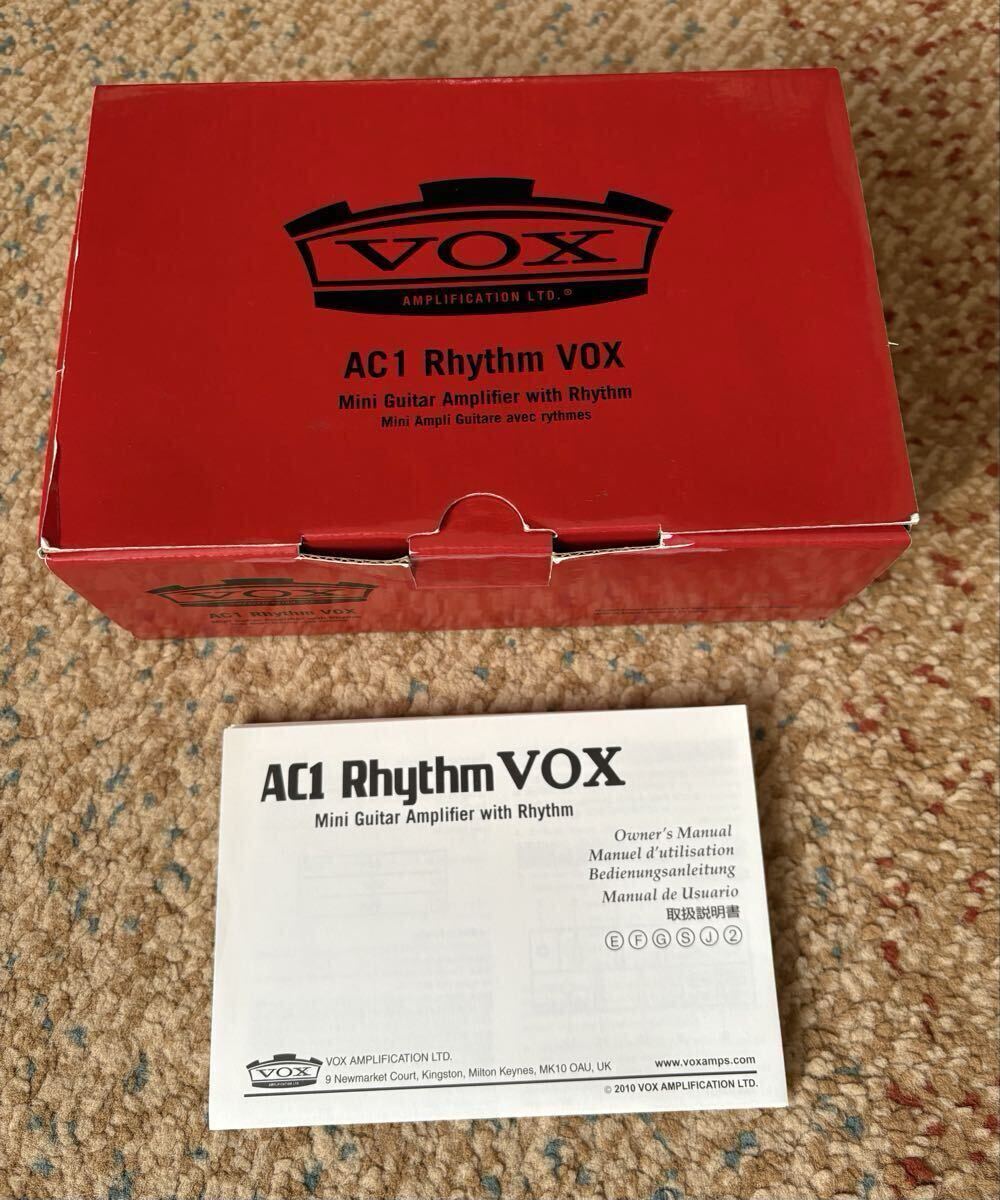 VOX
AMPLIFICATION LTD.®
AC1 Rhythm VOX
Mini Guitar Amplifier with Rhythm
Mini Ampli Guitare avec rythmes
VOX
AC1 Rhythm VOX
AC1 Rhythm VOX
Mini Guitar Amplifier with Rhythm
Owner's Manual
Manuel d'utilisation
Bedienungsanleitung
Manual de Usuario
取扱説明書
Ⓔ Ⓕ Ⓖ Ⓢ Ⓙ ②
VOX
AMPLIFICATION LTD.
VOX AMPLIFICATION LTD.
9 Newmarket Court, Kingston, Milton Keynes, MK10 OAU, UK
www.voxamps.com
© 2010 VOX AMPLIFICATION LTD.